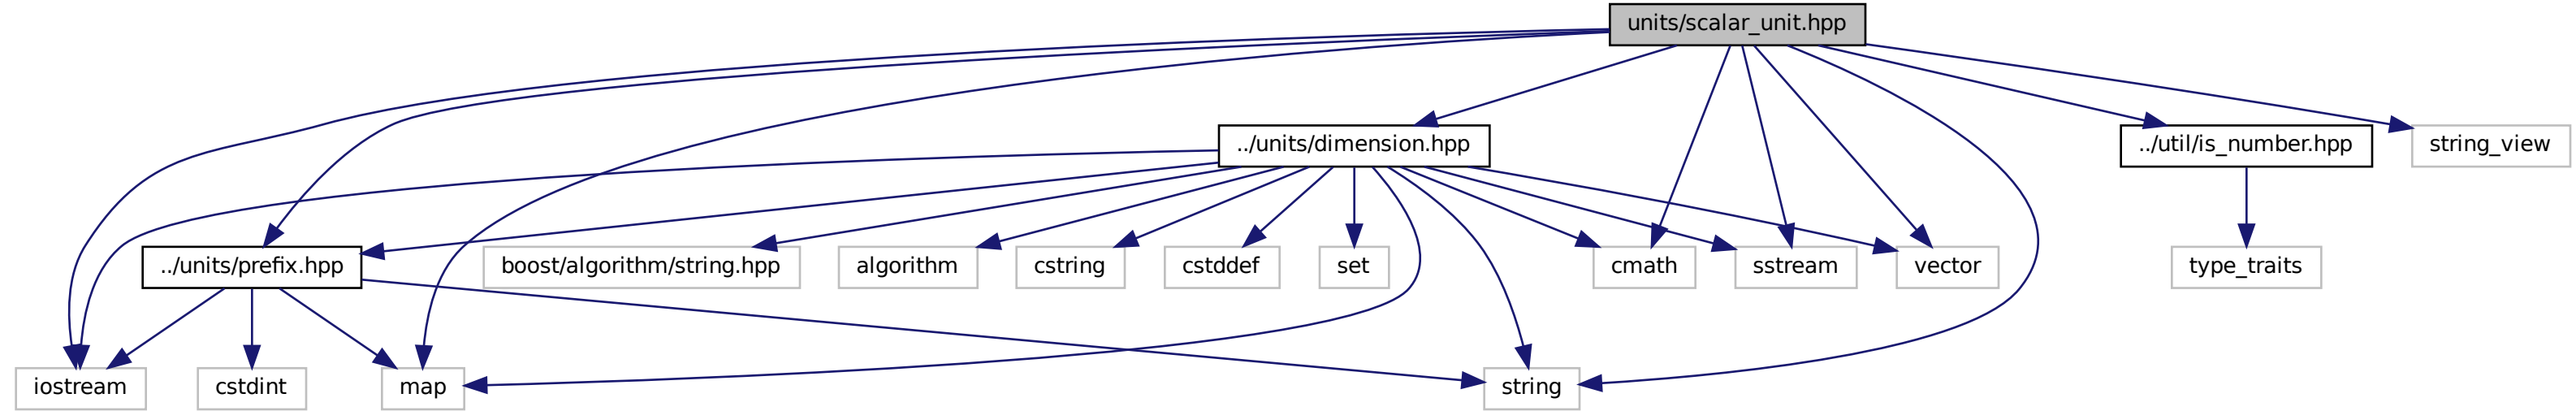 units/scalar_unit.hpp
../units/dimension.hpp
../util/is_number.hpp
string_view
../units/prefix.hpp
boost/algorithm/string.hpp
algorithm
cstring
cstddef
set
cmath
sstream
vector
type_traits
iostream
cstdint
map
string